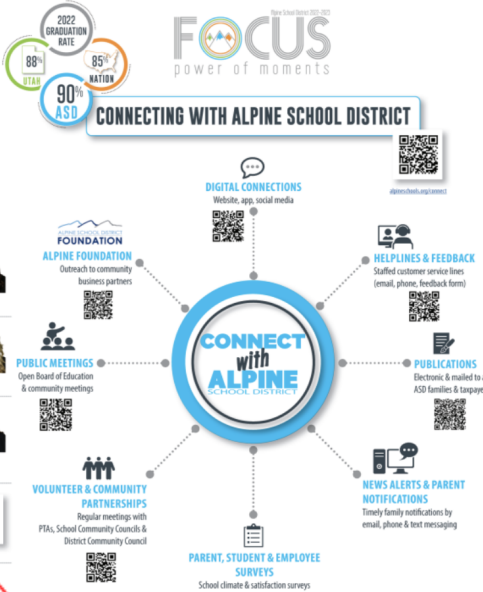 2022
GRADUATION
RATE
88%
UTAH
85%
NATION
90%
ASD
Alpine School District 2022-2023
FOCUS
power of moments
CONNECTING WITH ALPINE SCHOOL DISTRICT
alpineschools.org/connect
DIGITAL CONNECTIONS
Website, app, social media
ALPINE SCHOOL DISTRICT
FOUNDATION
ALPINE FOUNDATION
Outreach to community
business partners
HELPLINES & FEEDBACK
Staffed customer service lines
(email, phone, feedback form)
CONNECT
with
ALPINE
SCHOOL DISTRICT
PUBLIC MEETINGS
Open Board of Education
& community meetings
PUBLICATIONS
Electronic & mailed to
ASD families &
VOLUNTEER & COMMUNITY
PARTNERSHIPS
Regular meetings with
PTAs, School Community Councils &
District Community Council
NEWS ALERTS & PARENT
NOTIFICATIONS
Timely family notifications by
email, phone & text messaging
PARENT, STUDENT & EMPLOYEE
SURVEYS
School climate & satisfaction surveys